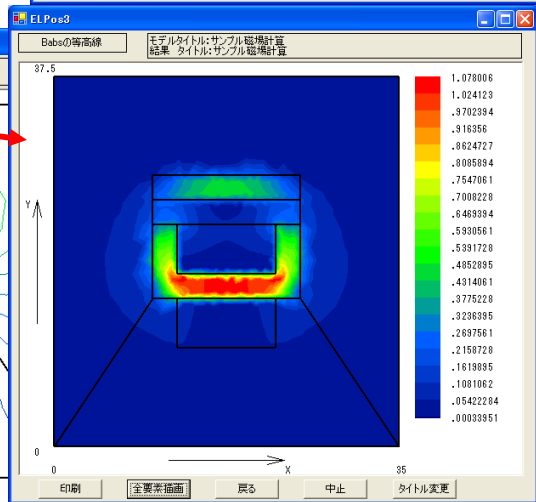 ELPos3
Babsの等高線
モデルタイトル:サンプル磁場計算
結果 タイトル:サンプル磁場計算
37.5
1.078006
1.024123
.9702394
.916356
.8624727
.8085894
.7547061
.7008228
.6469394
.5930561
.5391728
.4852895
.4314061
.3775228
.3236395
.2697561
.2158728
.1619895
.1081062
.05422284
.00033951
Y
0
0
X
35
印刷
全要素描画
戻る
中止
タイトル変更